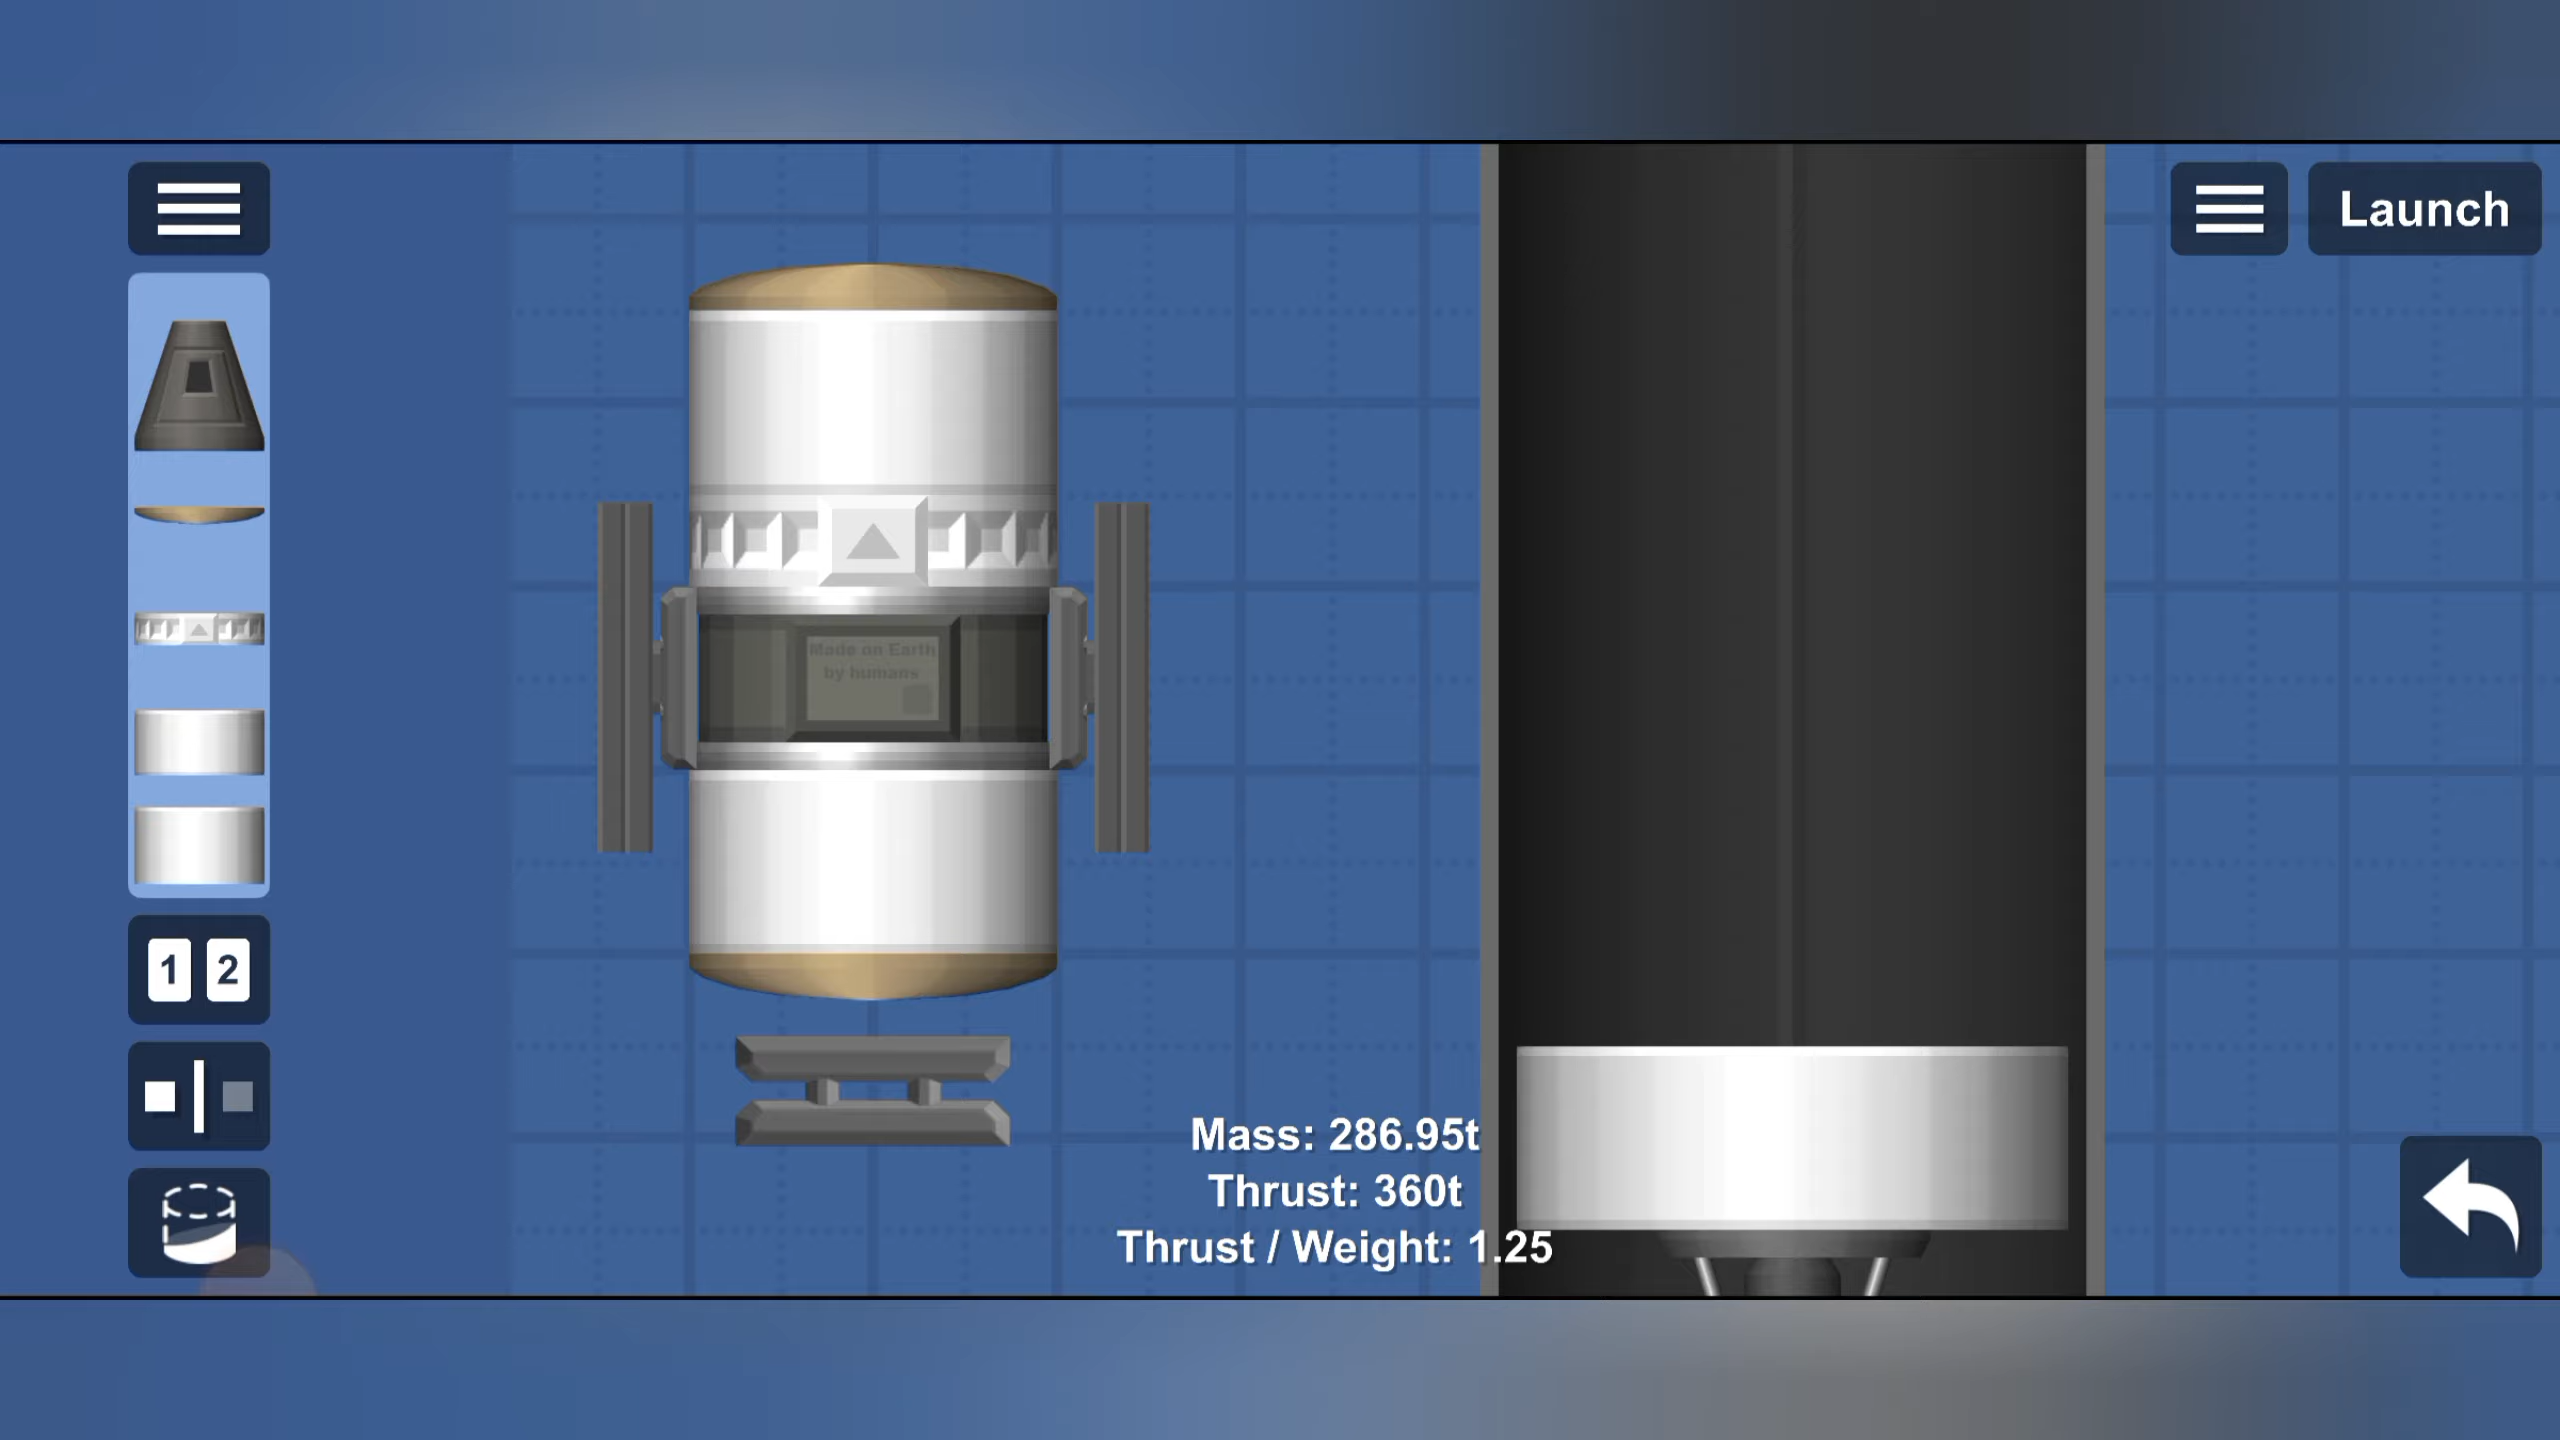 Launch
Made on Earth
by humans
1 2
Mass: 286.95t
Thrust: 360t
Thrust / Weight: 1.25